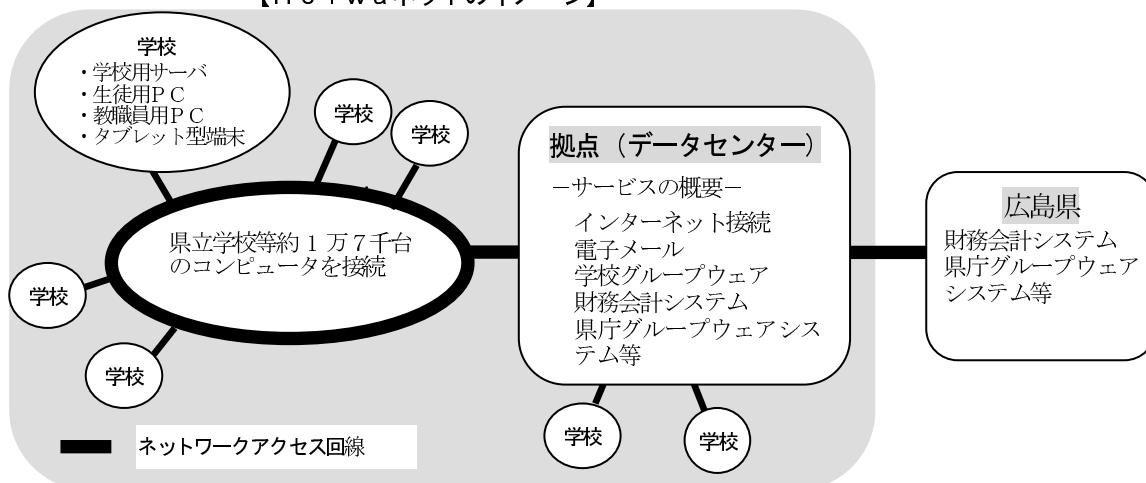 学校
・学校用サーバ
・生徒用ＰＣ
・教職員用ＰＣ
・タブレット型端末
学校
学校
県立学校等約１万７千台
のコンピュータを接続
学校
学校
拠点（データセンター）
－サービスの概要－
インターネット接続
電子メール
学校グループウェア
財務会計システム
県庁グループウェアシス
テム等
学校
学校
広島県
財務会計システム
県庁グループウェア
システム等
ネットワークアクセス回線